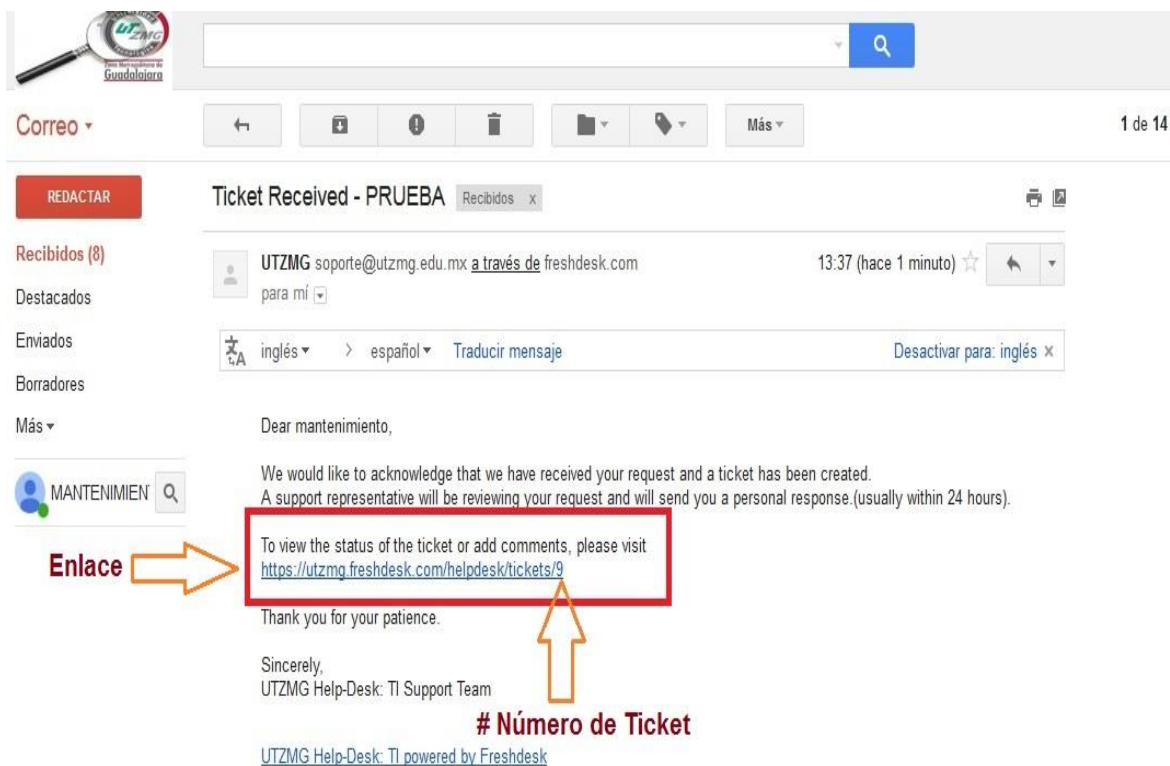 UTZMG
Zona Metropolitana de
Guadalajara
Correo
Más
1 de 14
REDACTAR
Ticket Received - PRUEBA Recibidos x
Recibidos (8)
UTZMG soporte@utzmg.edu.mx a través de freshdesk.com 13:37 (hace 1 minuto)
para mí
Destacados
Enviados
inglés > español Traducir mensaje Desactivar para: inglés x
Borradores
Más
Dear mantenimiento,
We would like to acknowledge that we have received your request and a ticket has been created.
MANTENIMIEN
A support representative will be reviewing your request and will send you a personal response.(usually within 24 hours).
To view the status of the ticket or add comments, please visit
Enlace
https://utzmg.freshdesk.com/helpdesk/tickets/9
Thank you for your patience.
Sincerely,
UTZMG Help-Desk: TI Support Team
# Número de Ticket
UTZMG Help-Desk: TI powered by Freshdesk